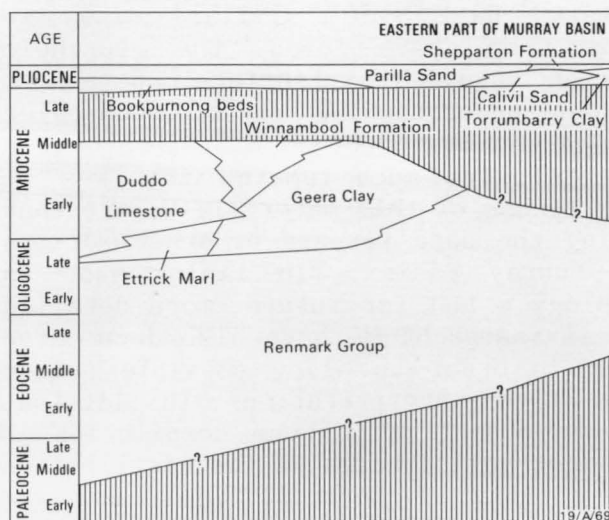 AGE
EASTERN PART OF MURRAY BASIN
Shepparton Formation
PLIOCENE
Parilla Sand
Late
Bookpurnong beds
Calivil Sand
Torrumbarry Clay
Winnambool Formation
MIOCENE
Middle
Duddo
Limestone
Geera Clay
Early
?
?
OLIGOCENE
Late
Ettrick Marl
Early
EOCENE
Late
Renmark Group
Middle
?
Early
?
PALEOCENE
Late
?
Middle
Early
19/A/69